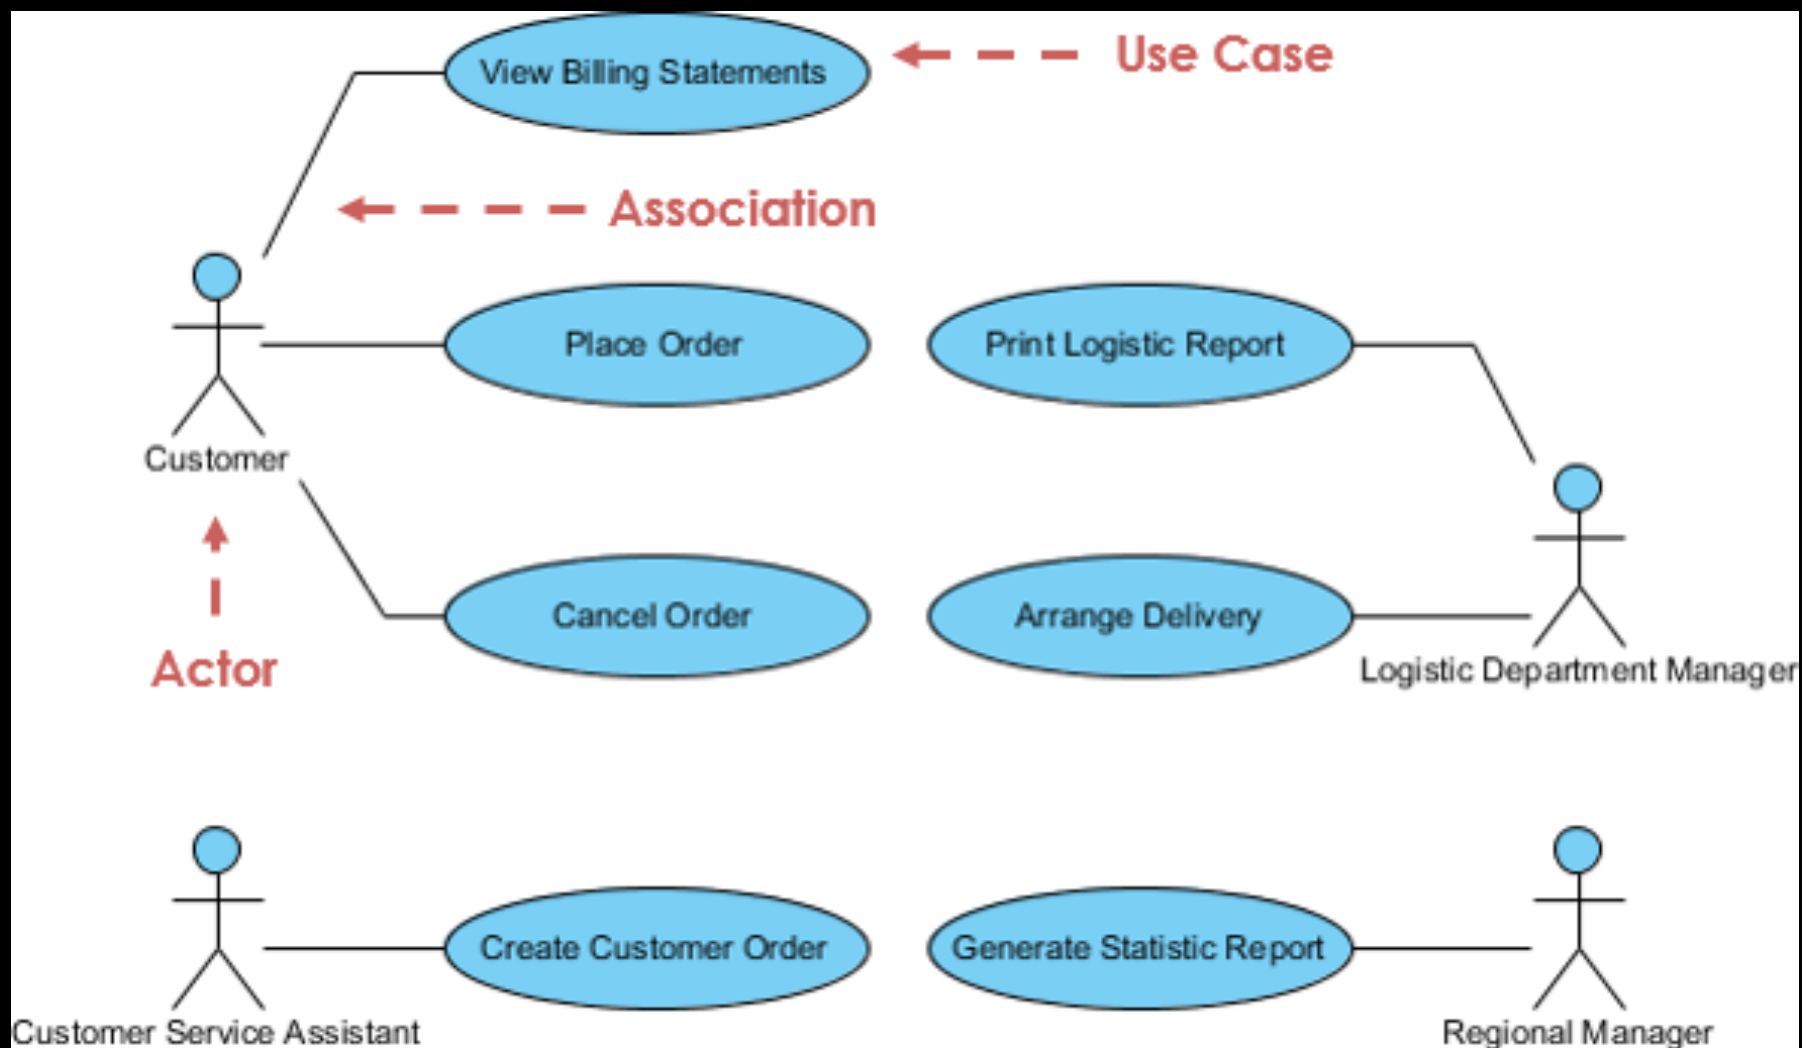 View Billing Statements
Use Case
Association
Place Order
Print Logistic Report
Customer
Cancel Order
Arrange Delivery
Actor
Logistic Department Manager
Create Customer Order
Generate Statistic Report
Customer Service Assistant
Regional Manager